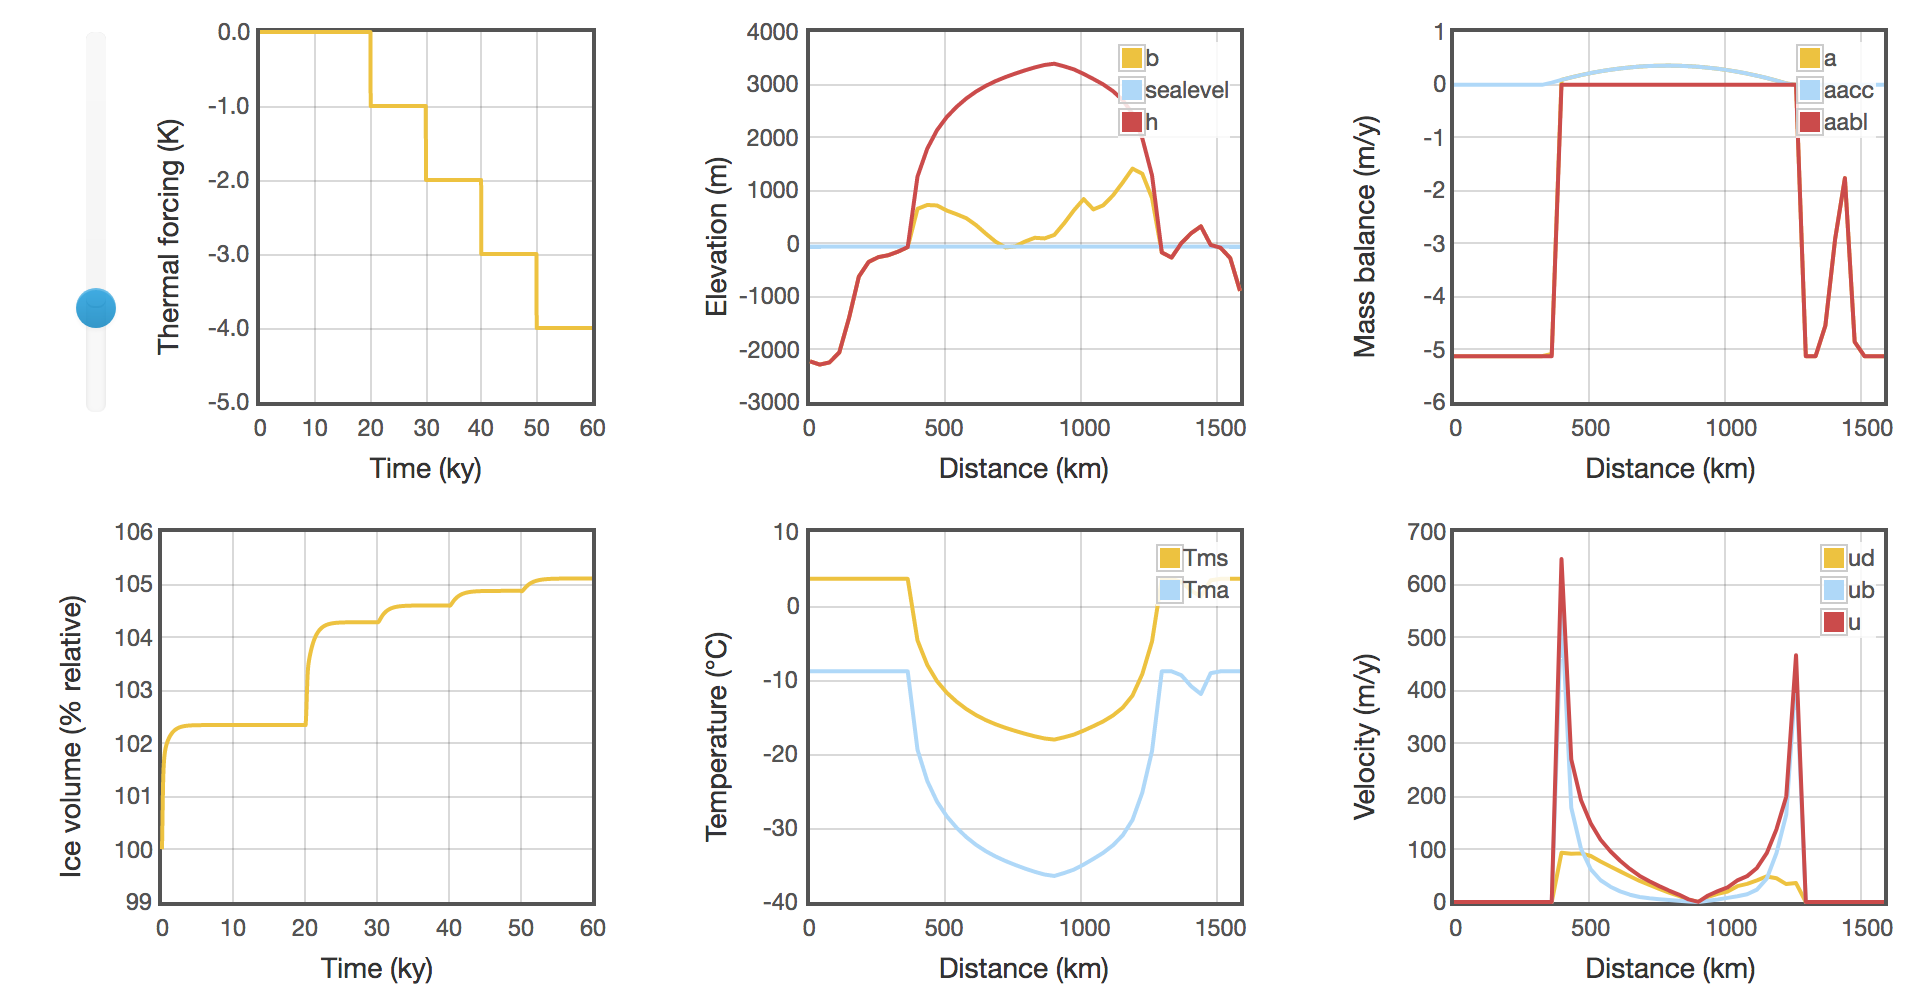 0.0
-1.0
-2.0
-3.0
-4.0
-5.0
0 10 20 30 40 50 60
Thermal forcing (K)
Time (ky)
4000
3000
2000
1000
0
-1000
-2000
-3000
0 500 1000 1500
Elevation (m)
Distance (km)
b
sealevel
h
1
0
-1
-2
-3
-4
-5
-6
0 500 1000 1500
Mass balance (m/y)
Distance (km)
a
aacc
aabl
106
105
104
103
102
101
100
99
0 10 20 30 40 50 60
Ice volume (% relative)
Time (ky)
10
0
-10
-20
-30
-40
0 500 1000 1500
Temperature (°C)
Distance (km)
Tms
Tma
700
600
500
400
300
200
100
0
0 500 1000 1500
Velocity (m/y)
Distance (km)
ud
ub
u